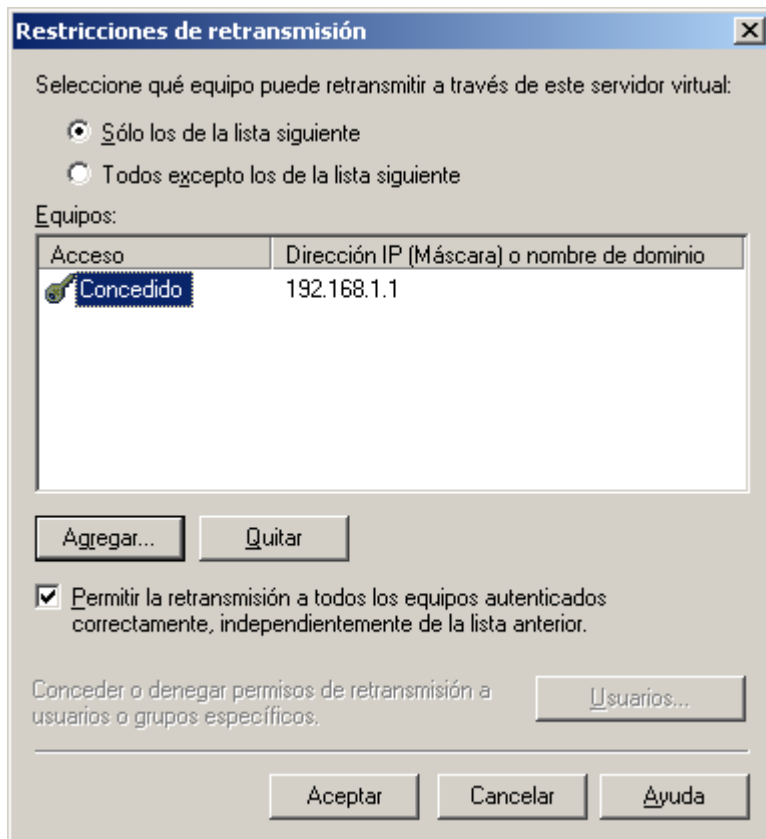 Restricciones de retransmisión
Seleccione qué equipo puede retransmitir a través de este servidor virtual:
Sólo los de la lista siguiente
Todos excepto los de la lista siguiente
Equipos:
Acceso Dirección IP (Máscara) o nombre de dominio
Concedido 192.168.1.1
Agregar... Quitar
Permitir la retransmisión a todos los equipos autenticados
correctamente, independientemente de la lista anterior.
Conceder o denegar permisos de retransmisión a
usuarios o grupos específicos.
Usuarios...
Aceptar Cancelar Ayuda